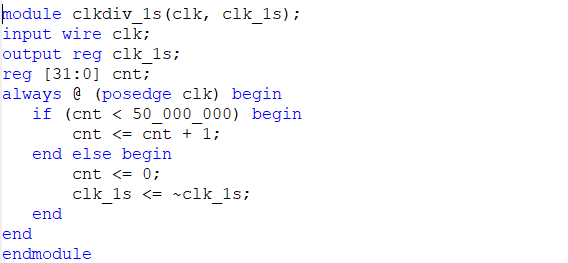 module clkdiv_1s(clk, clk_1s);
input wire clk;
output reg clk_1s;
reg [31:0] cnt;
always @ (posedge clk) begin
   if (cnt < 50_000_000) begin
       cnt <= cnt + 1;
   end else begin
       cnt <= 0;
       clk_1s <= ~clk_1s;
   end
end
endmodule